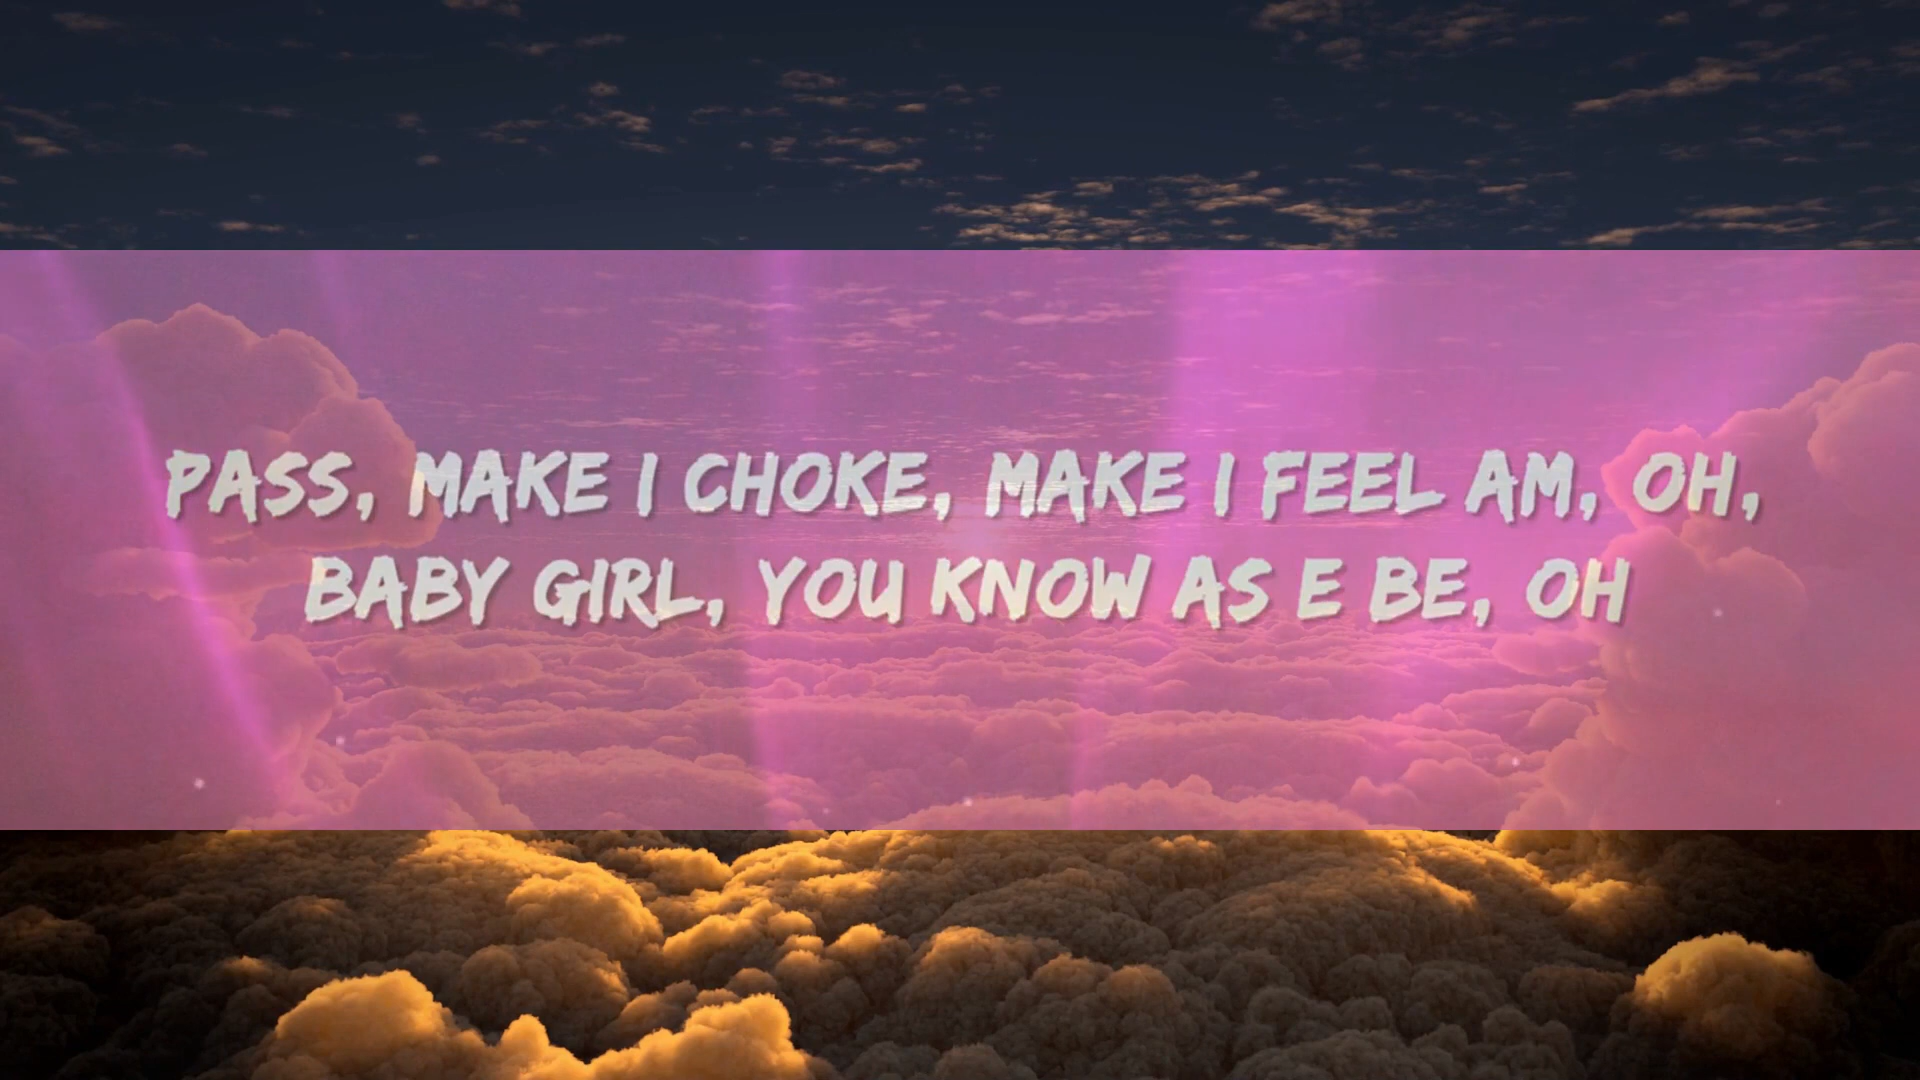 PASS, MAKE I CHOKE, MAKE I FEEL AM, OH,
BABY GIRL, YOU KNOW AS E BE, OH